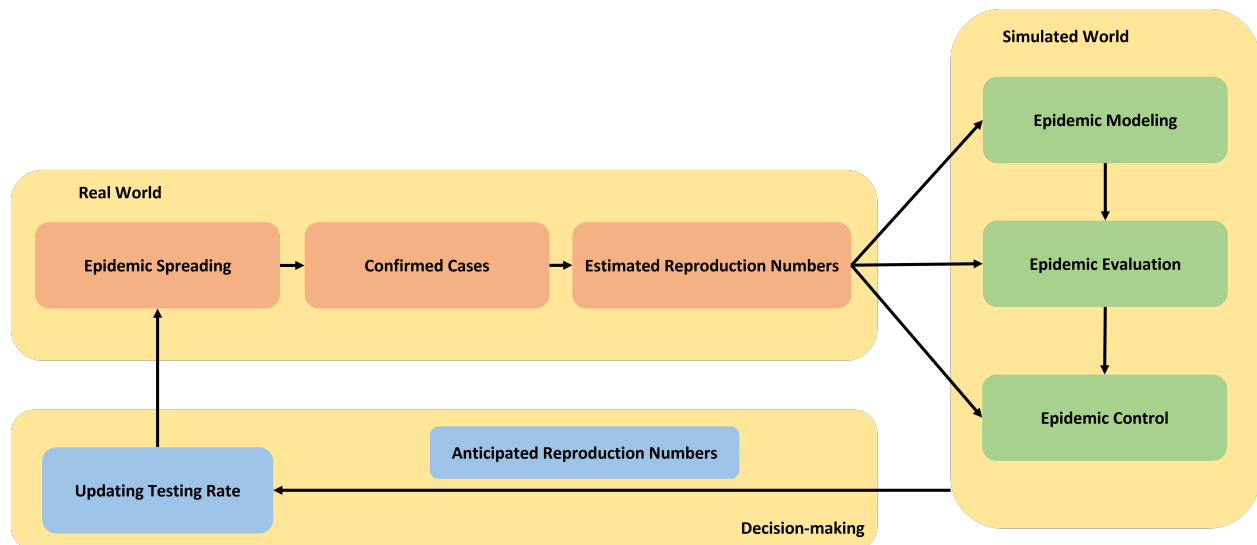 Simulated World
Epidemic Modeling
Real World
Epidemic Spreading
Confirmed Cases
Estimated Reproduction Numbers
Epidemic Evaluation
Epidemic Control
Anticipated Reproduction Numbers
Updating Testing Rate
Decision-making